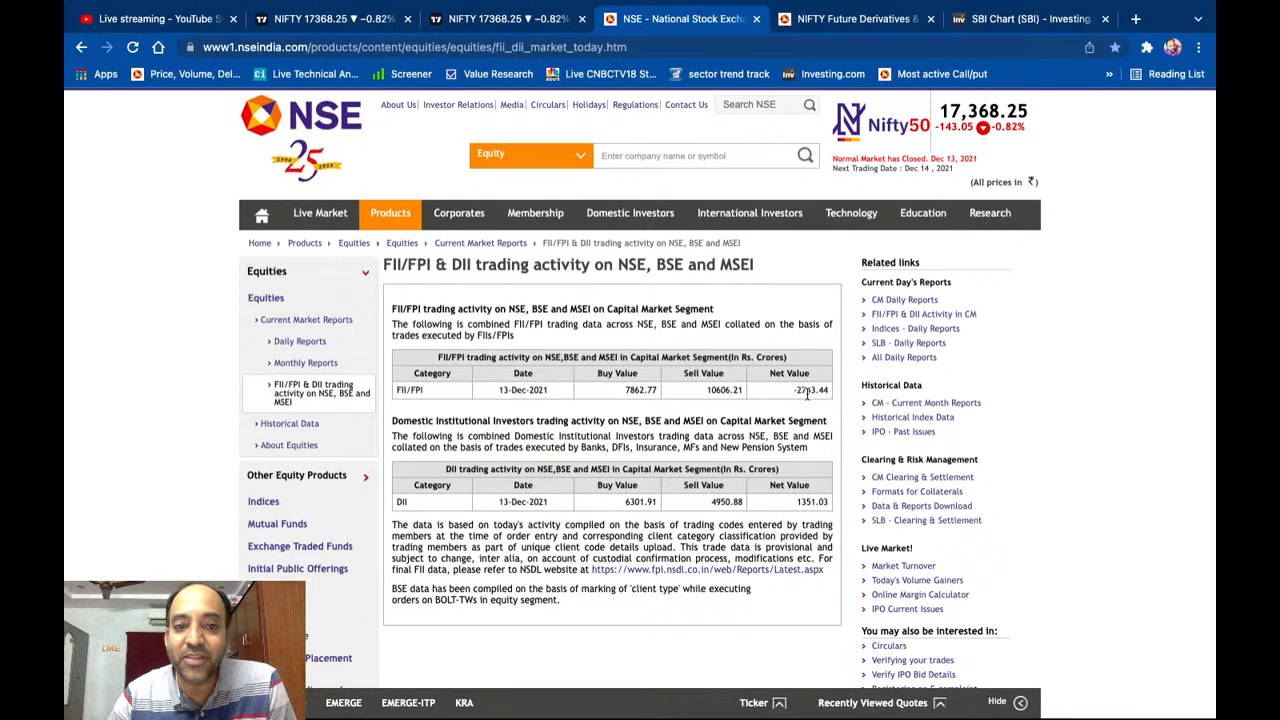 Live streaming - YouTube S
NIFTY 17368.25 ▼ −0.82%
NIFTY 17368.25 ▼ −0.82%
NSE - National Stock Exch
NIFTY Future Derivatives &
SBI Chart (SBI) - Investing.
www1.nseindia.com/products/content/equities/equities/fii_dii_market_today.htm
Apps
Price, Volume, Del...
Live Technical An...
Screener
Value Research
Live CNBCTV18 St...
sector trend track
Investing.com
Most active Call/put
»
Reading List
NSE
25
About Us| Investor Relations| Media| Circulars| Holidays| Regulations| Contact Us
Search NSE
Nifty50
17,368.25
-143.05 -0.82%
Equity
Enter company name or symbol
Normal Market has Closed. Dec 13, 2021
Next Trading Date : Dec 14 , 2021
(All prices in ₹)
Live Market
Products
Corporates
Membership
Domestic Investors
International Investors
Technology
Education
Research
Home › Products › Equities › Equities › Current Market Reports › FII/FPI & DII trading activity on NSE, BSE and MSEI
Equities
Equities
Current Market Reports
Daily Reports
Monthly Reports
FII/FPI & DII trading
activity on NSE, BSE and
MSEI
Historical Data
About Equities
Other Equity Products
Indices
Mutual Funds
Exchange Traded Funds
Initial Public Offerings
Placement
FII/FPI & DII trading activity on NSE, BSE and MSEI
FII/FPI trading activity on NSE, BSE and MSEI on Capital Market Segment
The following is combined FII/FPI trading data across NSE, BSE and MSEI collated on the basis of
trades executed by FIIs/FPIs
FII/FPI trading activity on NSE,BSE and MSEI in Capital Market Segment(In Rs. Crores)
Category Date Buy Value Sell Value Net Value
FII/FPI 13-Dec-2021 7862.77 10606.21
Domestic Institutional Investors trading activity on NSE, BSE and MSEI on Capital Market Segment
The following is combined Domestic Institutional Investors trading data across NSE, BSE and MSEI
collated on the basis of trades executed by Banks, DFIs, Insurance, MFs and New Pension System
DII trading activity on NSE,BSE and MSEI in Capital Market Segment(In Rs. Crores)
Category Date Buy Value Sell Value Net Value
DII 13-Dec-2021 6301.91 4950.88 1351.03
The data is based on today's activity compiled on the basis of trading codes entered by trading
members at the time of order entry and corresponding client category classification provided by
trading members as part of unique client code details upload. This trade data is provisional and
subject to change, inter alia, on account of custodial confirmation process, modifications etc. For
final FII data, please refer to NSDL website at https://www.fpi.nsdl.co.in/web/Reports/Latest.aspx
BSE data has been compiled on the basis of marking of 'client type' while executing
orders on BOLT-TWs in equity segment.
Related links
Current Day's Reports
CM Daily Reports
FII/FPI & DII Activity in CM
Indices - Daily Reports
SLB - Daily Reports
All Daily Reports
Historical Data
CM - Current Month Reports
Historical Index Data
IPO - Past Issues
Clearing & Risk Management
CM Clearing & Settlement
Formats for Collaterals
Data & Reports Download
SLB - Clearing & Settlement
Live Market!
Market Turnover
Today's Volume Gainers
Online Margin Calculator
IPO Current Issues
You may also be interested in:
Circulars
Verifying your trades
Verify IPO Bid Details
EMERGE
EMERGE-ITP
KRA
Ticker
Recently Viewed Quotes
Hide